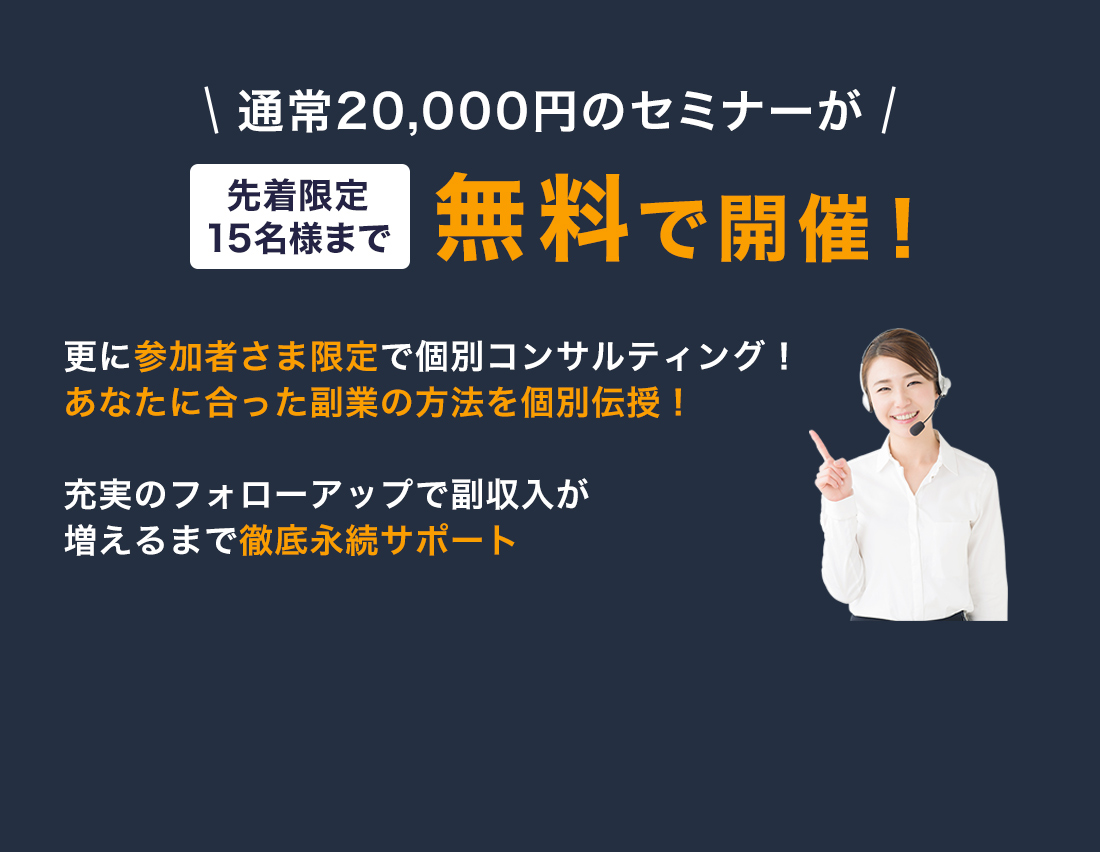 \ 通常20,000円のセミナーが /
先着限定
15名様まで
無料で開催！
更に参加者さま限定で個別コンサルティング！
あなたに合った副業の方法を個別伝授！
充実のフォローアップで副収入が
増えるまで徹底永続サポート